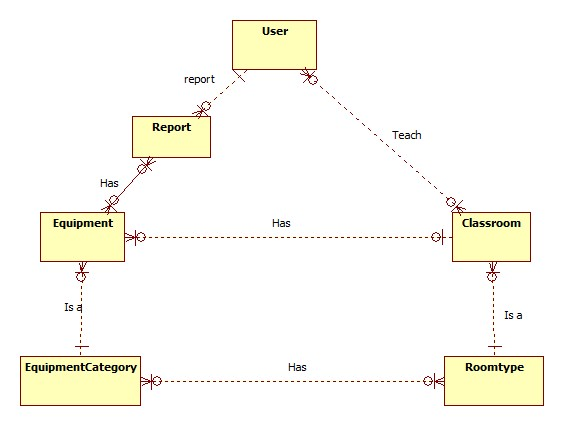 User
report
Report
Teach
Has
Equipment
Has
Classroom
Is a
Is a
EquipmentCategory
Has
Roomtype